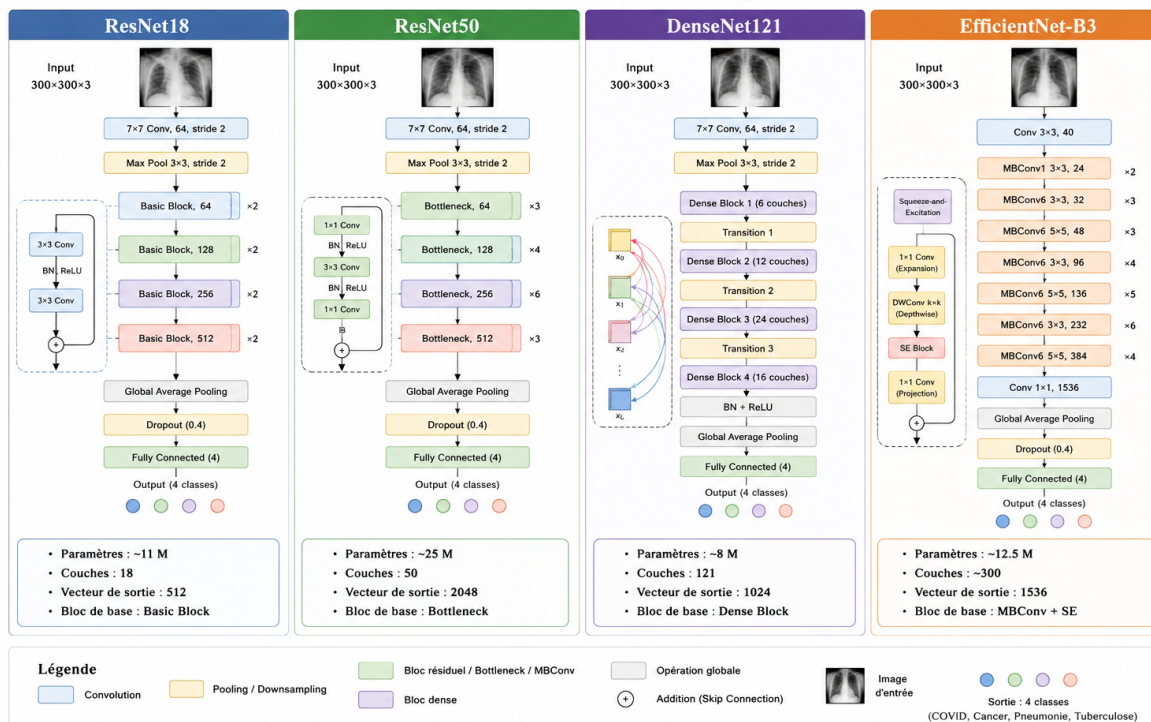 ResNet18
Input
300×300×3
7×7 Conv, 64, stride 2
Max Pool 3×3, stride 2
Basic Block, 64
×2
Basic Block, 128
×2
Basic Block, 256
×2
Basic Block, 512
×2
3×3 Conv
BN, ReLU
3×3 Conv
+
Global Average Pooling
Dropout (0.4)
Fully Connected (4)
Output (4 classes)
• Paramètres : ~11 M
• Couches : 18
• Vecteur de sortie : 512
• Bloc de base : Basic Block
ResNet50
Input
300×300×3
7×7 Conv, 64, stride 2
Max Pool 3×3, stride 2
Bottleneck, 64
×3
Bottleneck, 128
×4
Bottleneck, 256
×6
Bottleneck, 512
×3
1×1 Conv
BN, ReLU
3×3 Conv
BN, ReLU
1×1 Conv
+
Global Average Pooling
Dropout (0.4)
Fully Connected (4)
Output (4 classes)
• Paramètres : ~25 M
• Couches : 50
• Vecteur de sortie : 2048
• Bloc de base : Bottleneck
DenseNet121
Input
300×300×3
7×7 Conv, 64, stride 2
Max Pool 3×3, stride 2
Dense Block 1 (6 couches)
Transition 1
Dense Block 2 (12 couches)
Transition 2
Dense Block 3 (24 couches)
Transition 3
Dense Block 4 (16 couches)
x0
x1
x2
⋮
xL
BN + ReLU
Global Average Pooling
Fully Connected (4)
Output (4 classes)
• Paramètres : ~8 M
• Couches : 121
• Vecteur de sortie : 1024
• Bloc de base : Dense Block
EfficientNet-B3
Input
300×300×3
Conv 3×3, 40
MBConv1 3×3, 24
×2
MBConv6 3×3, 32
×3
MBConv6 5×5, 48
×3
MBConv6 3×3, 96
×4
MBConv6 5×5, 136
×5
MBConv6 3×3, 232
×6
MBConv6 5×5, 384
×4
Squeeze-and-
Excitation
1×1 Conv
(Expansion)
DWConv k×k
(Depthwise)
SE Block
1×1 Conv
(Projection)
+
Conv 1×1, 1536
Global Average Pooling
Dropout (0.4)
Fully Connected (4)
Output (4 classes)
• Paramètres : ~12.5 M
• Couches : ~300
• Vecteur de sortie : 1536
• Bloc de base : MBConv + SE
Légende
Convolution
Pooling / Downsampling
Bloc résiduel / Bottleneck / MBConv
Bloc dense
Opération globale
+
Addition (Skip Connection)
Image
d'entrée
Sortie : 4 classes
(COVID, Cancer, Pneumonie, Tuberculose)